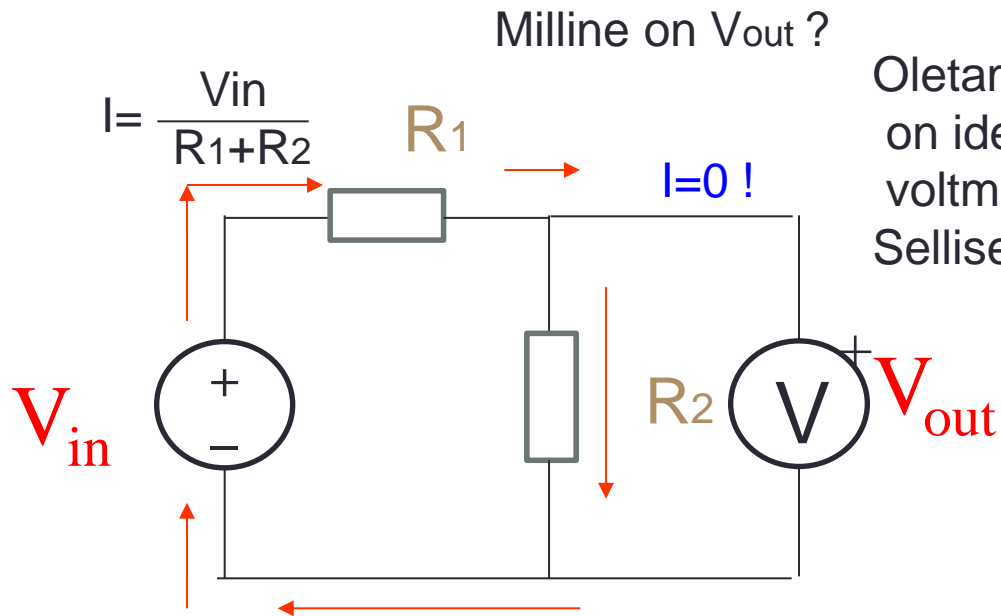 Milline on Vout ?
Oletan
on ide
voltm
Sellise
I= Vin
R1+R2
R1
I=0 !
+
−
Vin
R2
V
+
Vout